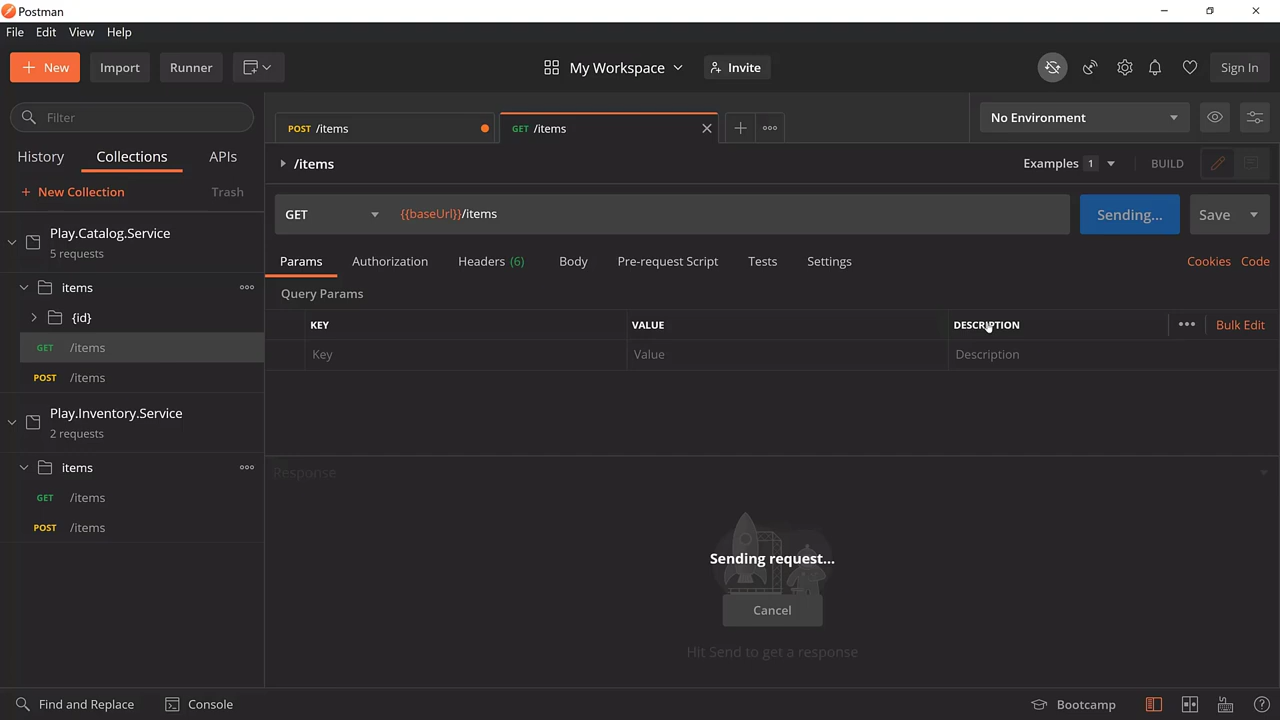 Postman
File Edit View Help
New Import Runner My Workspace Invite Sign In
Filter
POST /items GET /items No Environment
History Collections APIs
/items Examples 1 BUILD
New Collection Trash
GET {{baseUrl}}/items Sending... Save
Play.Catalog.Service
5 requests
Params Authorization Headers (6) Body Pre-request Script Tests Settings Cookies Code
items
Query Params
{id}
KEY VALUE DESCRIPTION Bulk Edit
GET /items
Key Value Description
POST /items
Play.Inventory.Service
2 requests
items
Response
GET /items
POST /items
Sending request...
Cancel
Hit Send to get a response
Find and Replace Console Bootcamp